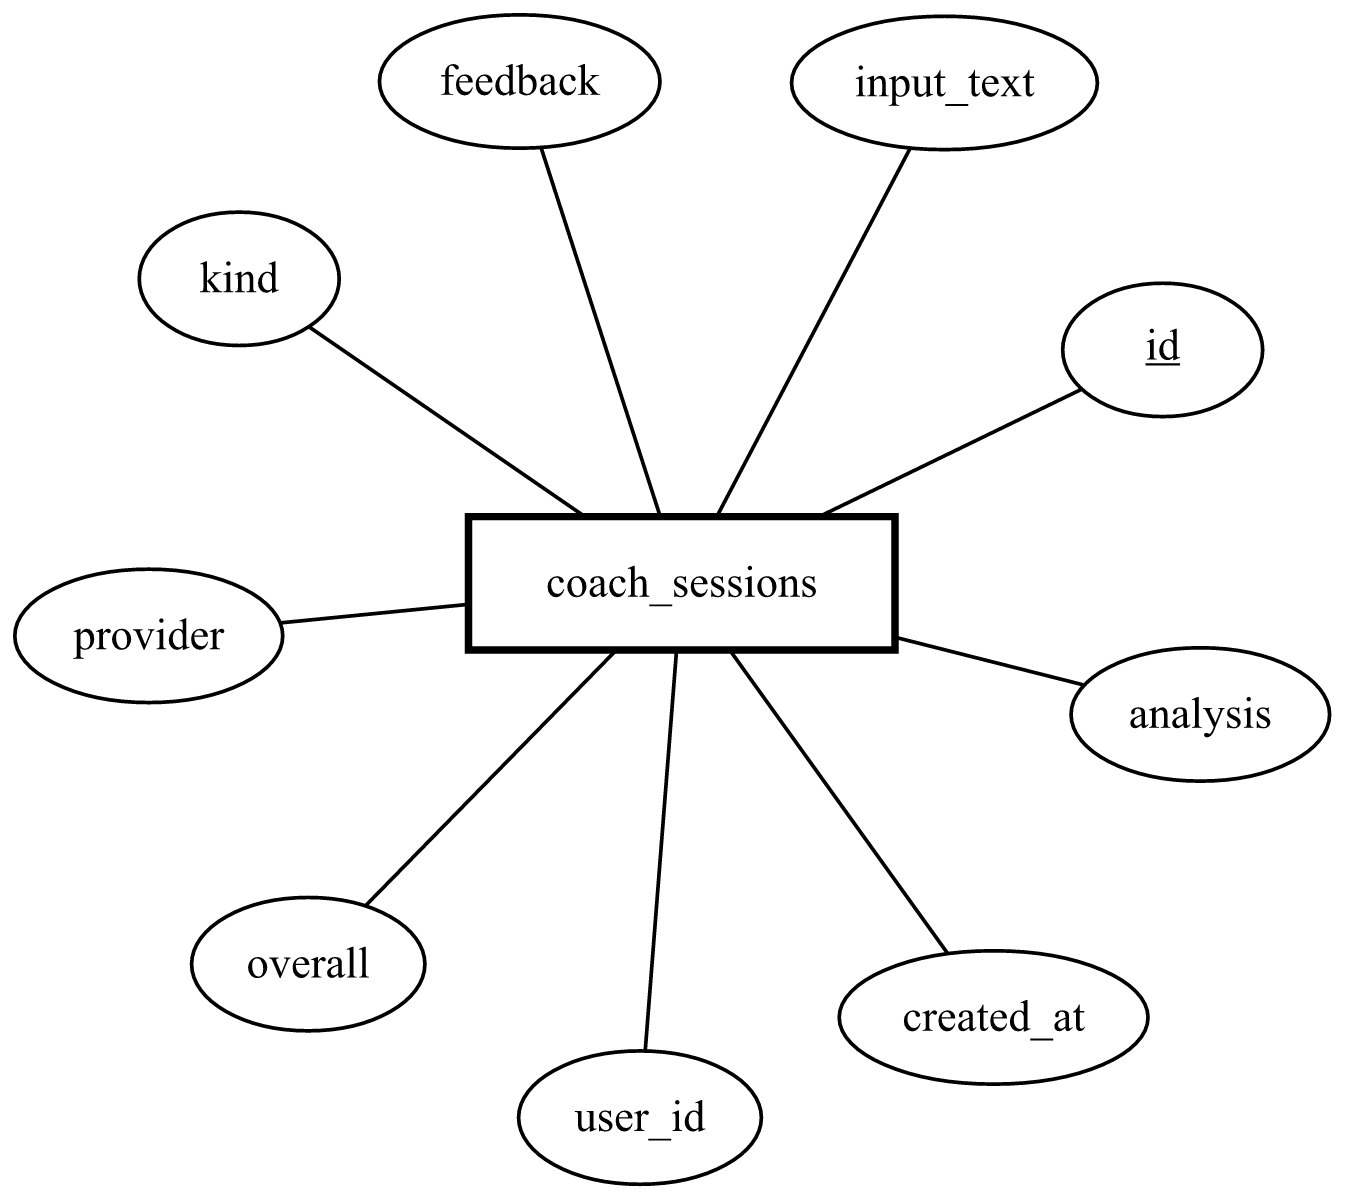 feedback
input_text
kind
id
coach_sessions
provider
analysis
overall
created_at
user_id